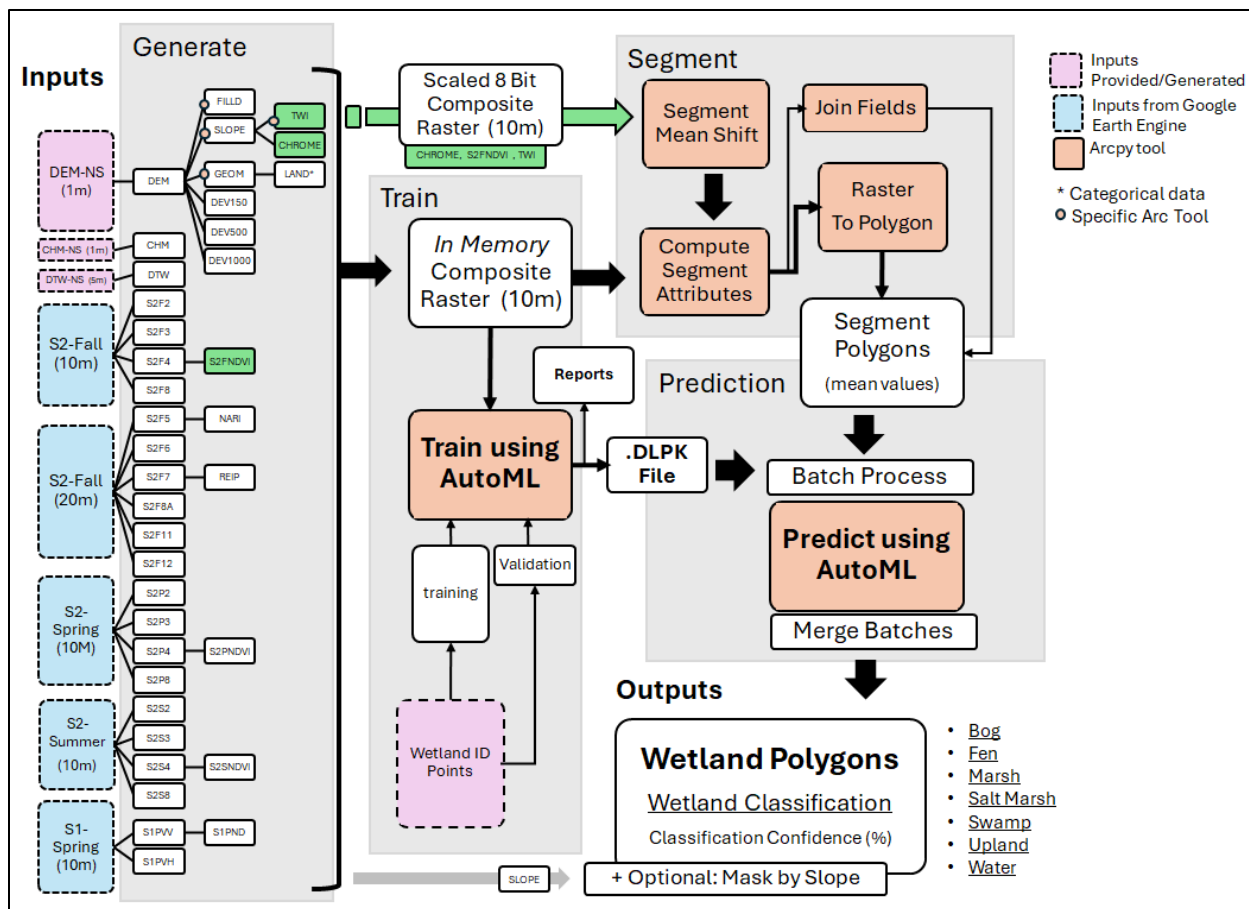 Inputs
Generate
DEM-NS
(1m)
CHM-NS (1m)
DTW-NS (5m)
S2-Fall
(10m)
S2-Fall
(20m)
S2-
Spring
(10M)
S2-
Summer
(10m)
S1-
Spring
(10m)
DEM
CHM
DTW
S2F2
S2F3
S2F4
S2F8
S2F5
S2F6
S2F7
S2F8A
S2F11
S2F12
S2P2
S2P3
S2P4
S2P8
S2S2
S2S3
S2S4
S2S8
S1PVV
S1PVH
FILLD
SLOPE
GEOM
DEV150
DEV500
DEV1000
S2FNDVI
NARI
REIP
S2PNDVI
S2SNDVI
S1PND
TWI
CHROME
LAND*
Scaled 8 Bit
Composite
Raster (10m)
CHROME, S2FNDVI , TWI
Train
In Memory
Composite
Raster (10m)
Reports
Train using
AutoML
.DLPK
File
training
Validation
Wetland ID
Points
SLOPE
Segment
Segment
Mean Shift
Join Fields
Compute
Segment
Attributes
Raster
To Polygon
Segment
Polygons
(mean values)
Prediction
Batch Process
Predict using
AutoML
Merge Batches
Outputs
Wetland Polygons
Wetland Classification
Classification Confidence (%)
+ Optional: Mask by Slope
• Bog
• Fen
• Marsh
• Salt Marsh
• Swamp
• Upland
• Water
Inputs
Provided/Generated
Inputs from Google
Earth Engine
Arcpy tool
* Categorical data
Specific Arc Tool